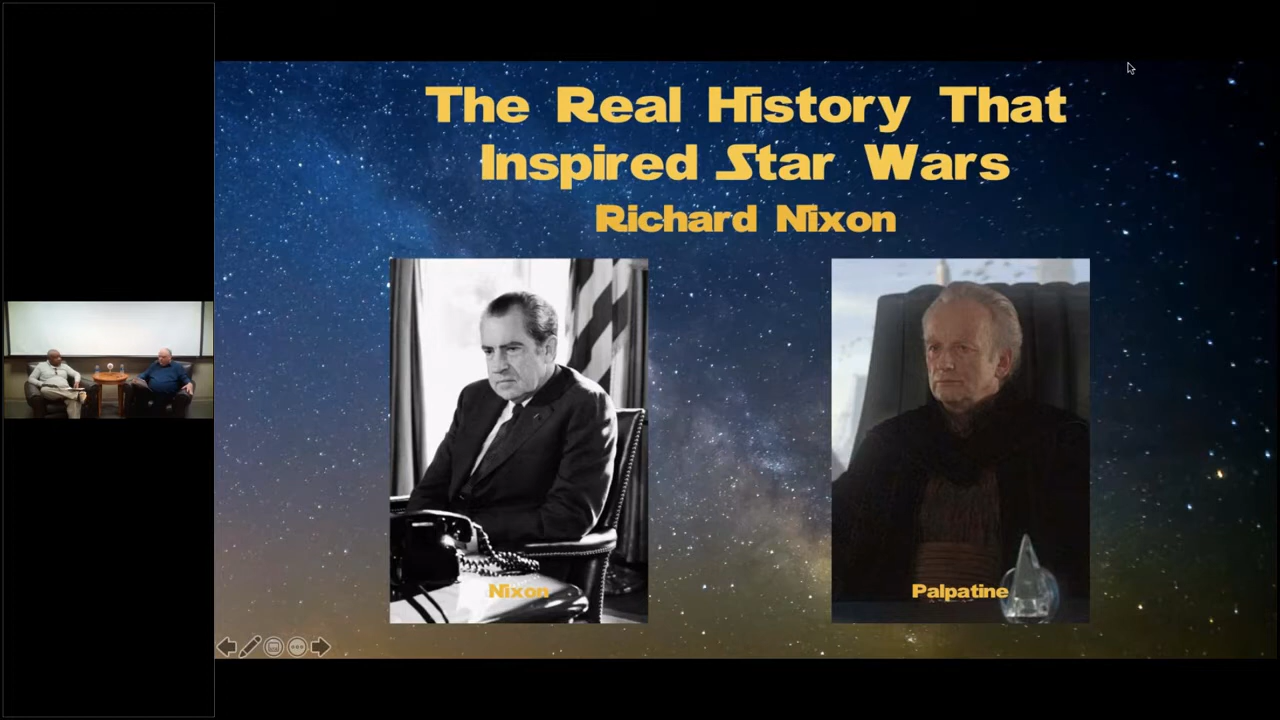 The Real History That
Inspired Star Wars
Richard Nixon
Nixon
Palpatine